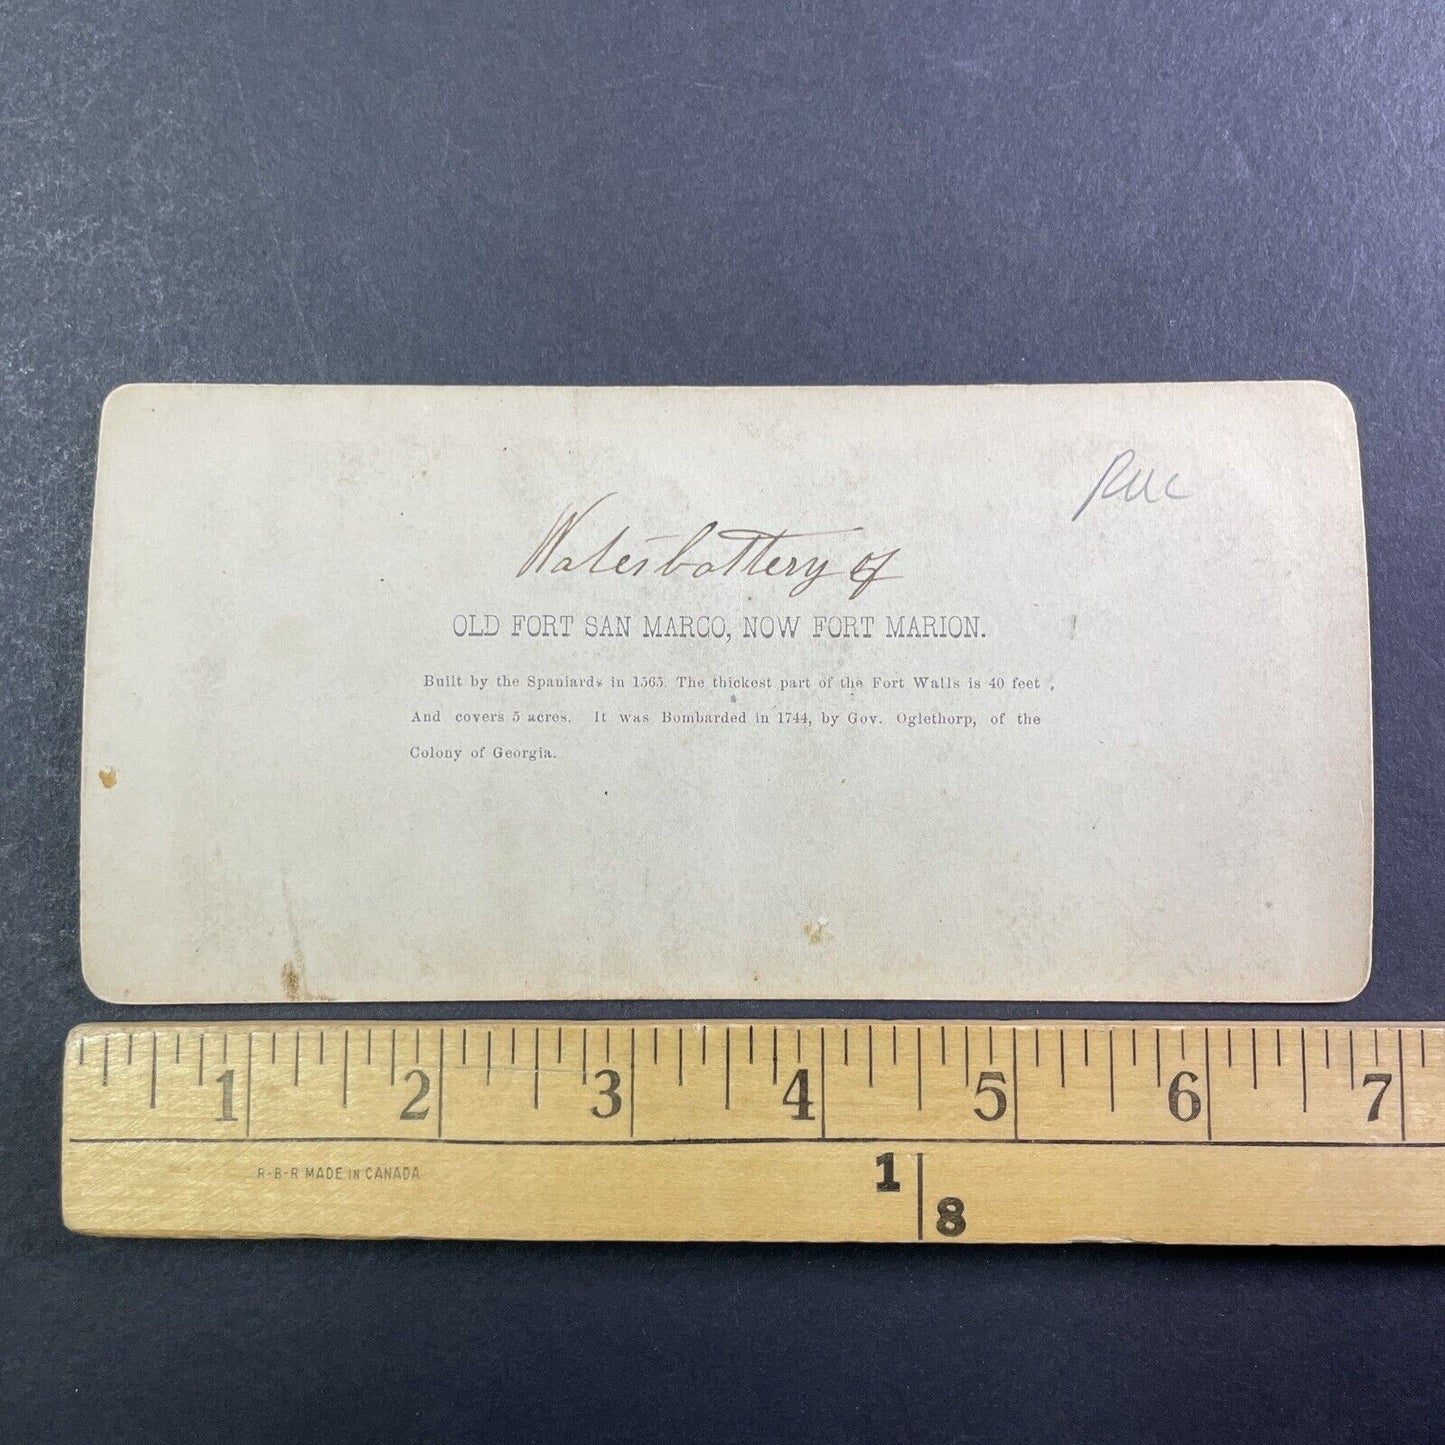 RUC
Waterbattery of
OLD FORT SAN MARCO, NOW FORT MARION.
Built by the Spaniards in 1565. The thickest part of the Fort Walls is 40 feet,
And covers 5 acres. It was Bombarded in 1744, by Gov. Oglethorp, of the
Colony of Georgia.
1 2 3 4 5 6 7
R-B-R MADE IN CANADA
1
8